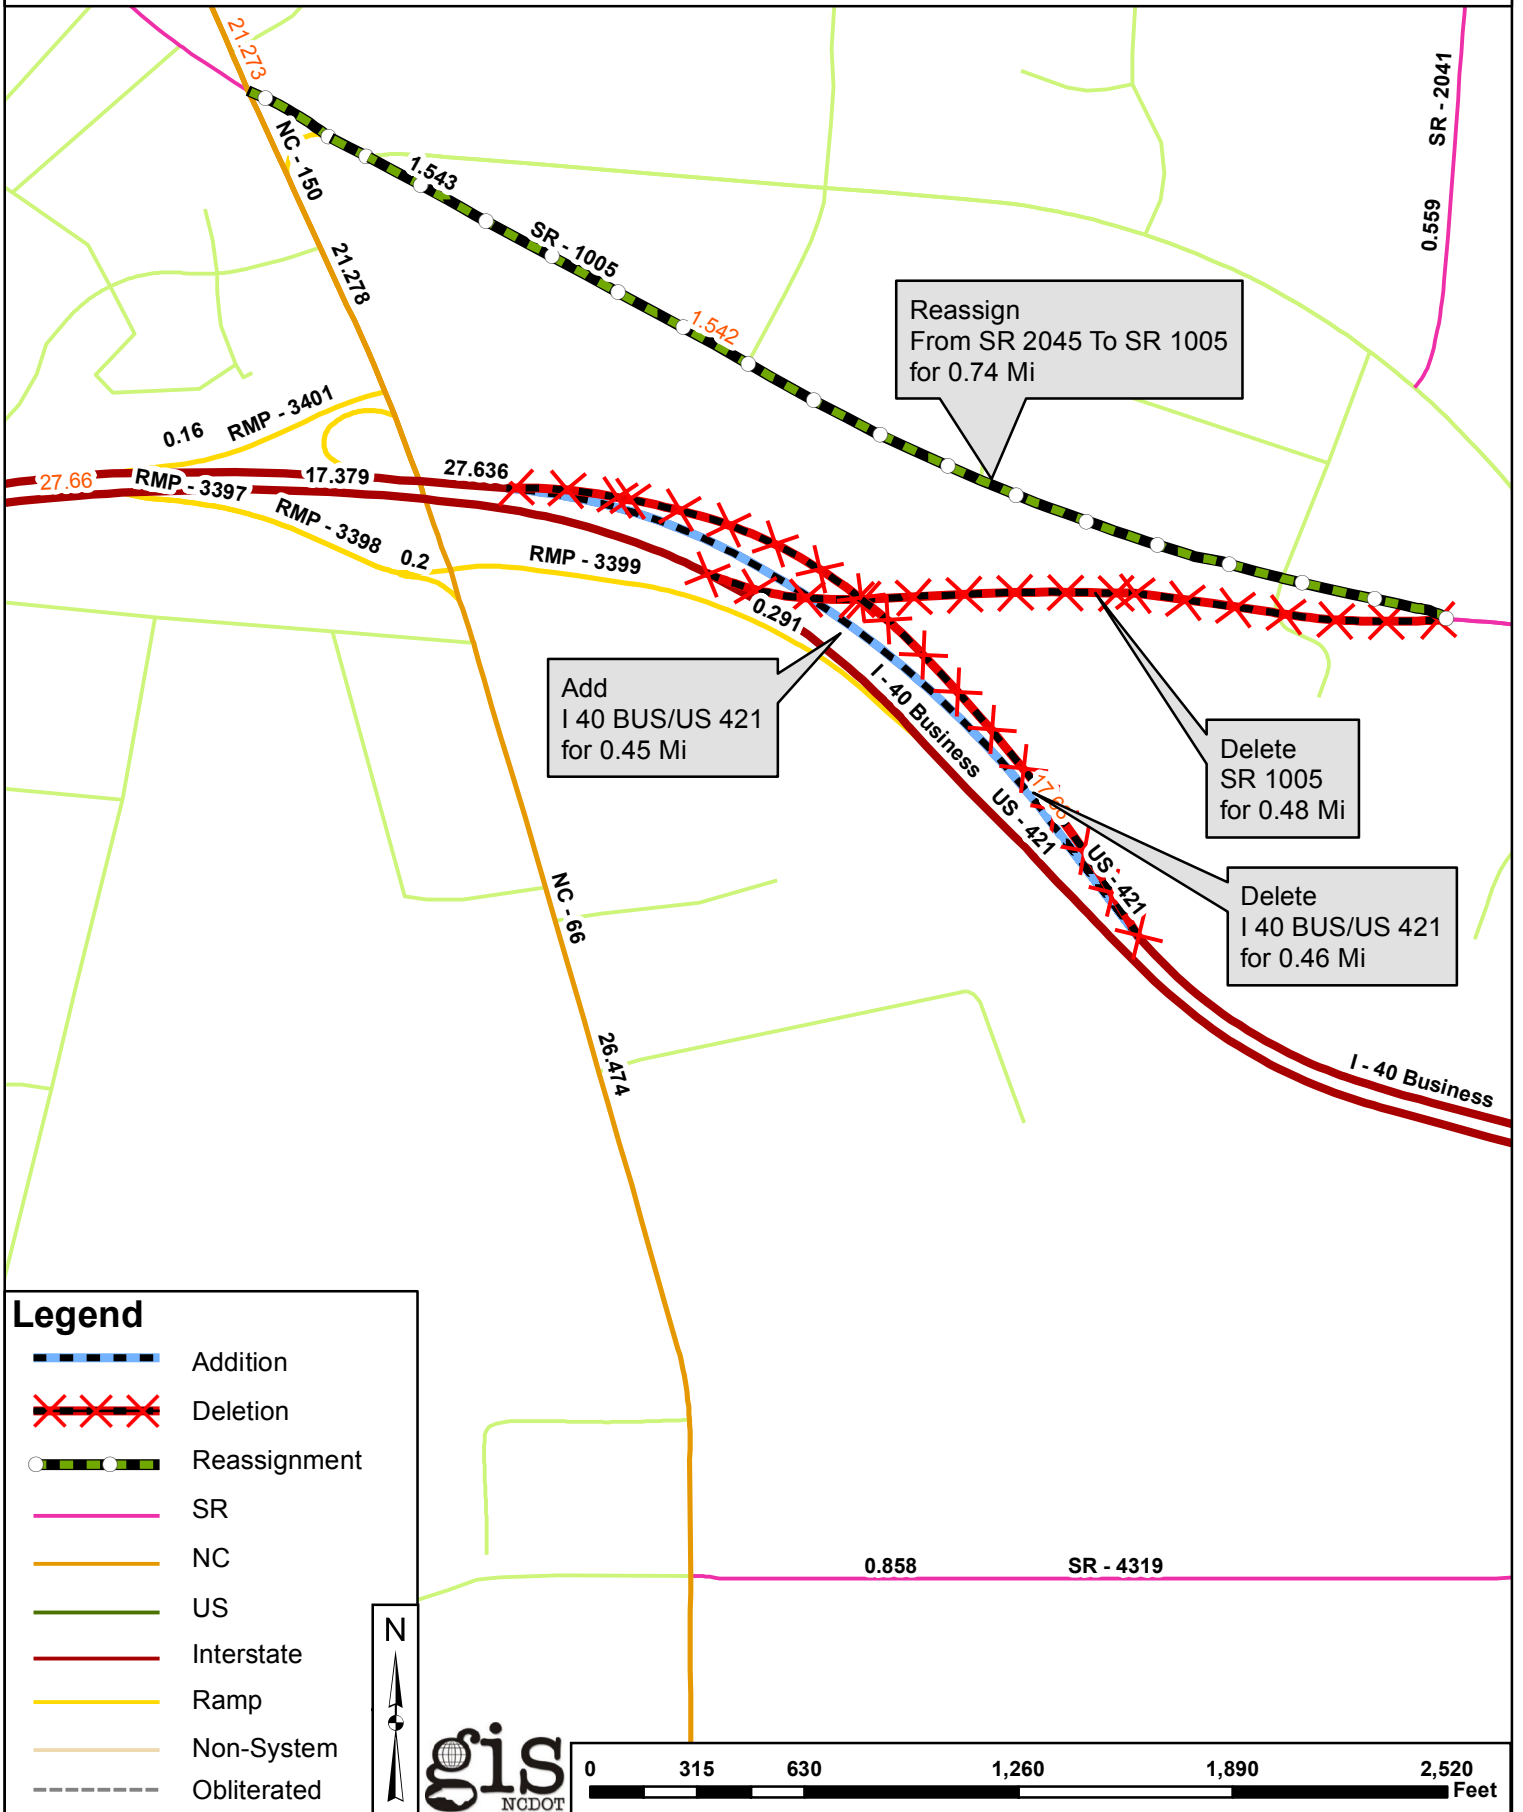 21.273
NC - 150
1.543
SR - 1005
21.278
1.542
SR - 2041
0.559
Reassign
From SR 2045 To SR 1005
for 0.74 Mi
0.16
RMP - 3401
27.66
RMP - 3397
17.379
27.636
RMP - 3398
0.2
RMP - 3399
0.291
Add
I 40 BUS/US 421
for 0.45 Mi
I - 40 Business
US - 421
US - 421
Delete
SR 1005
for 0.48 Mi
Delete
I 40 BUS/US 421
for 0.46 Mi
NC - 66
26.474
I - 40 Business
Legend
Addition
Deletion
Reassignment
SR
NC
US
Interstate
Ramp
Non-System
Obliterated
N
gis
NCDOT
0.858
SR - 4319
0 315 630 1,260 1,890 2,520
Feet